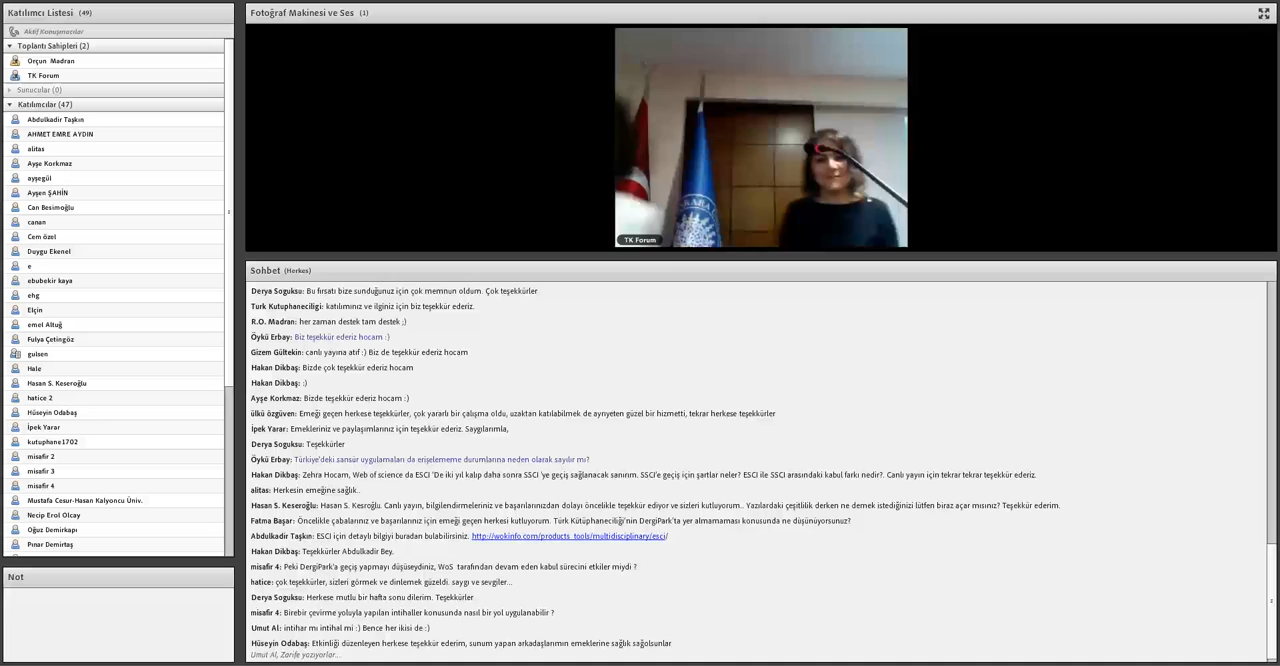 Katılımcı Listesi (49)
Aktif Konuşmacılar
Toplantı Sahipleri (2)
Orçun Madran
TK Forum
Sunucular (0)
Katılımcılar (47)
Abdulkadir Taşkın
AHMET EMRE AYDIN
alitas
Ayşe Korkmaz
ayşegül
Ayşen ŞAHİN
Can Besimoğlu
canan
Cem özel
Duygu Ekenel
e
ebubekir kaya
ehg
Elçin
emel Altuğ
Fulya Çetingöz
gulsen
Hale
Hasan S. Keseroğlu
hatice 2
Hüseyin Odabaş
İpek Yarar
kutuphane1702
misafir 2
misafir 3
misafir 4
Mustafa Cesur-Hasan Kalyoncu Üniv.
Necip Erol Olcay
Oğuz Demirkapı
Pınar Demirtaş
Not
Fotoğraf Makinesi ve Ses (1)
TK Forum
Sohbet (Herkes)
Derya Soguksu: Bu fırsatı bize sunduğunuz için çok memnun oldum. Çok teşekkürler
Turk Kutuphaneciligi: katılımınız ve ilginiz için biz teşekkür ederiz.
R.O. Madran: her zaman destek tam destek ;)
Öykü Erbay: Biz teşekkür ederiz hocam :)
Gizem Gültekin: canlı yayına atıf :) Biz de teşekkür ederiz hocam
Hakan Dikbaş: Bizde çok teşekkür ederiz hocam
Hakan Dikbaş: :)
Ayşe Korkmaz: Bizde teşekkür ederiz hocam :)
ülkü özgüven: Emeği geçen herkese teşekkürler, çok yararlı bir çalışma oldu, uzaktan katılabilmek de ayrıyeten güzel bir hizmetti, tekrar herkese teşekkürler
İpek Yarar: Emekleriniz ve paylaşımlarınız için teşekkür ederiz. Saygılarımla,
Derya Soguksu: Teşekkürler
Öykü Erbay: Türkiye'deki sansür uygulamaları da erişelememe durumlarına neden olarak sayılır mı?
Hakan Dikbaş: Zehra Hocam, Web of science da ESCI 'De iki yıl kalıp daha sonra SSCI 'ye geçiş sağlanacak sanırım. SSCI'e geçiş için şartlar neler? ESCI ile SSCI arasındaki kabul farkı nedir?. Canlı yayın için tekrar tekrar teşekkür ederiz.
alitas: Herkesin emeğine sağlık..
Hasan S. Keseroğlu: Hasan S. Kesroğlu. Canlı yayın, bilgilendirmeleriniz ve başarılarınızdan dolayı öncelikle teşekkür ediyor ve sizleri kutluyorum.. Yazılardaki çeşitlilik derken ne demek istediğinizi lütfen biraz açar mısınız? Teşekkür ederim.
Fatma Başar: Öncelikle çabalarınız ve başarılarınız için emeği geçen herkesi kutluyorum. Türk Kütüphaneciliği'nin DergiPark'ta yer almaması konusunda ne düşünüyorsunuz?
Abdulkadir Taşkın: ESCI için detaylı bilgiyi buradan bulabilirsiniz. http://wokinfo.com/products_tools/multidisciplinary/esci/
Hakan Dikbaş: Teşekkürler Abdulkadir Bey.
misafir 4: Peki DergiPark'a geçiş yapmayı düşüseydiniz, WoS tarafından devam eden kabul sürecini etkiler miydi ?
hatice: çok teşekkürler, sizleri görmek ve dinlemek güzeldi. saygı ve sevgiler...
Derya Soguksu: Herkese mutlu bir hafta sonu dilerim. Teşekkürler
misafir 4: Birebir çevirme yoluyla yapılan intihaller konusunda nasıl bir yol uygulanabilir ?
Umut Al: intihar mı intihal mi :) Bence her ikisi de :)
Hüseyin Odabaş: Etkinliği düzenleyen herkese teşekkür ederim, sunum yapan arkadaşlarımın emeklerine sağlık sağolsunlar
Umut Al, Zarife yazıyorlar...